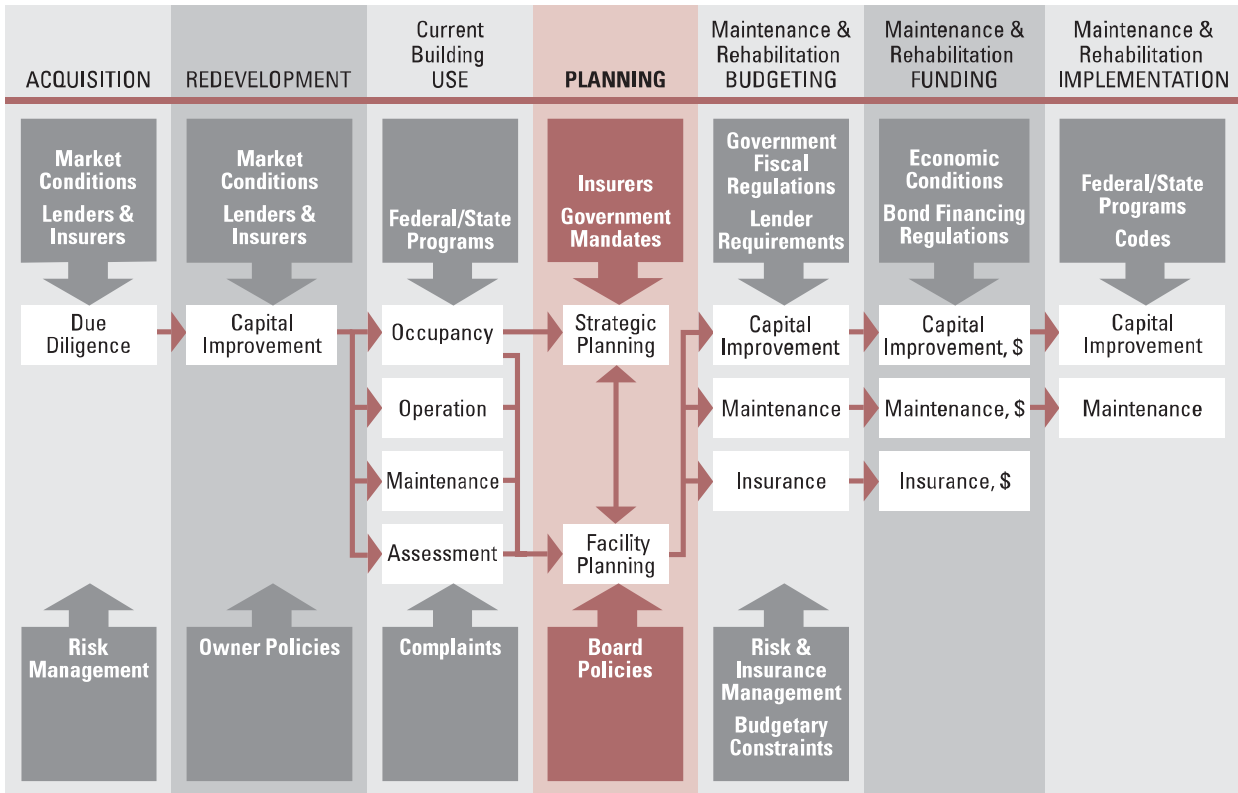 ACQUISITION
REDEVELOPMENT
Current
Building
USE
PLANNING
Maintenance &
Rehabilitation
BUDGETING
Maintenance &
Rehabilitation
FUNDING
Maintenance &
Rehabilitation
IMPLEMENTATION
Market
Conditions
Lenders &
Insurers
Market
Conditions
Lenders &
Insurers
Federal/State
Programs
Insurers
Government
Mandates
Government
Fiscal
Regulations
Lender
Requirements
Economic
Conditions
Bond Financing
Regulations
Federal/State
Programs
Codes
Due
Diligence
Capital
Improvement
Occupancy
Strategic
Planning
Capital
Improvement
Capital
Improvement, $
Capital
Improvement
Operation
Maintenance
Maintenance, $
Maintenance
Maintenance
Insurance
Insurance, $
Assessment
Facility
Planning
Risk
Management
Owner Policies
Complaints
Board
Policies
Risk &
Insurance
Management
Budgetary
Constraints